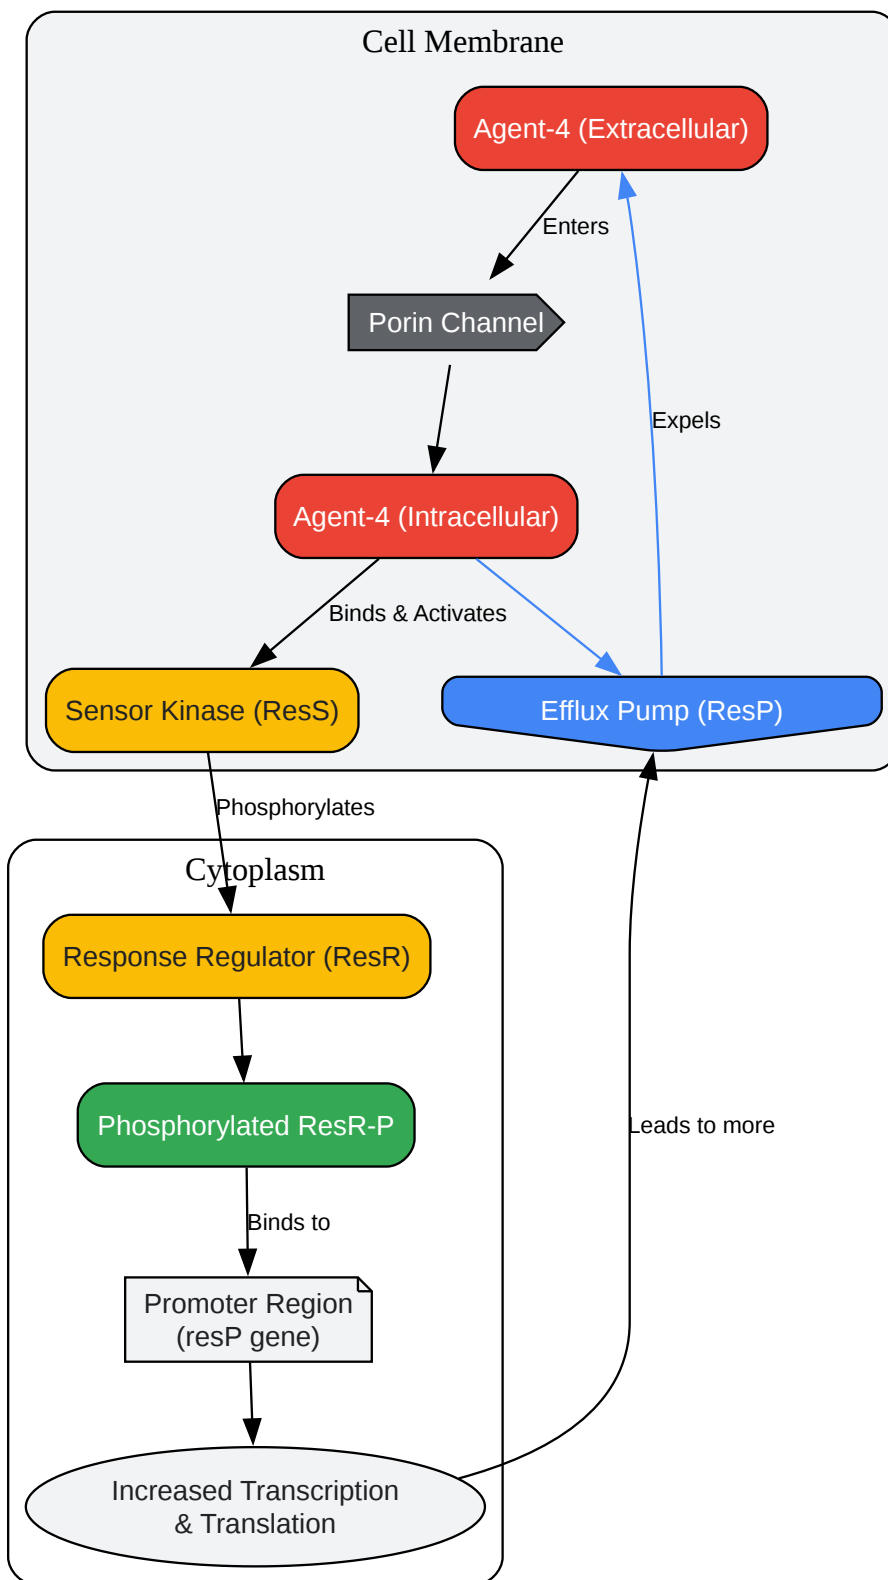 Cell Membrane
Agent-4 (Extracellular)
Enters
Porin Channel
Expels
Agent-4 (Intracellular)
Binds & Activates
Sensor Kinase (ResS)
Efflux Pump (ResP)
Phosphorylates
Cytoplasm
Response Regulator (ResR)
Phosphorylated ResR-P
Leads to more
Binds to
Promoter Region
(resP gene)
Increased Transcription
& Translation